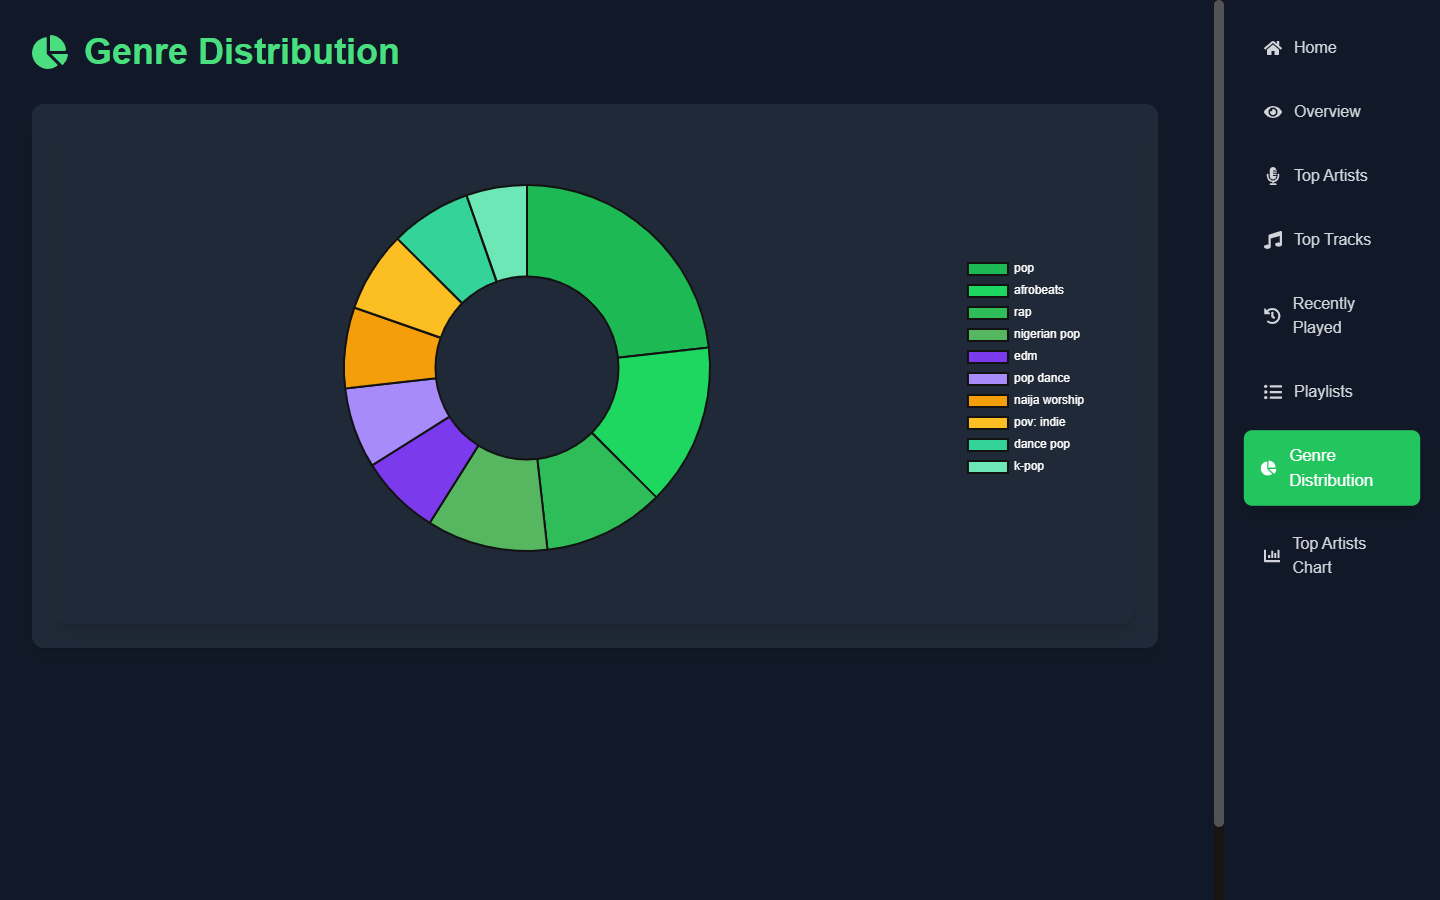 Genre Distribution
pop
afrobeats
rap
nigerian pop
edm
pop dance
naija worship
pov: indie
dance pop
k-pop
Home
Overview
Top Artists
Top Tracks
Recently
Played
Playlists
Genre
Distribution
Top Artists
Chart